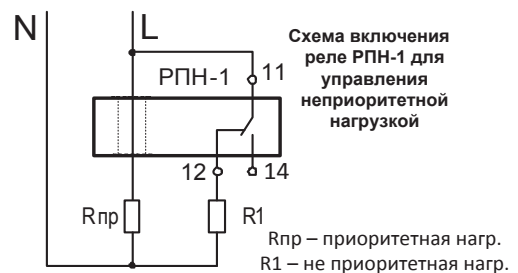 N
L
Схема включения
реле РПН-1 для
управления
неприоритетной
нагрузкой
РПН-1
11
12
14
Rпр
R1
Rпр – приоритетная нагр.
R1 – не приоритетная нагр.